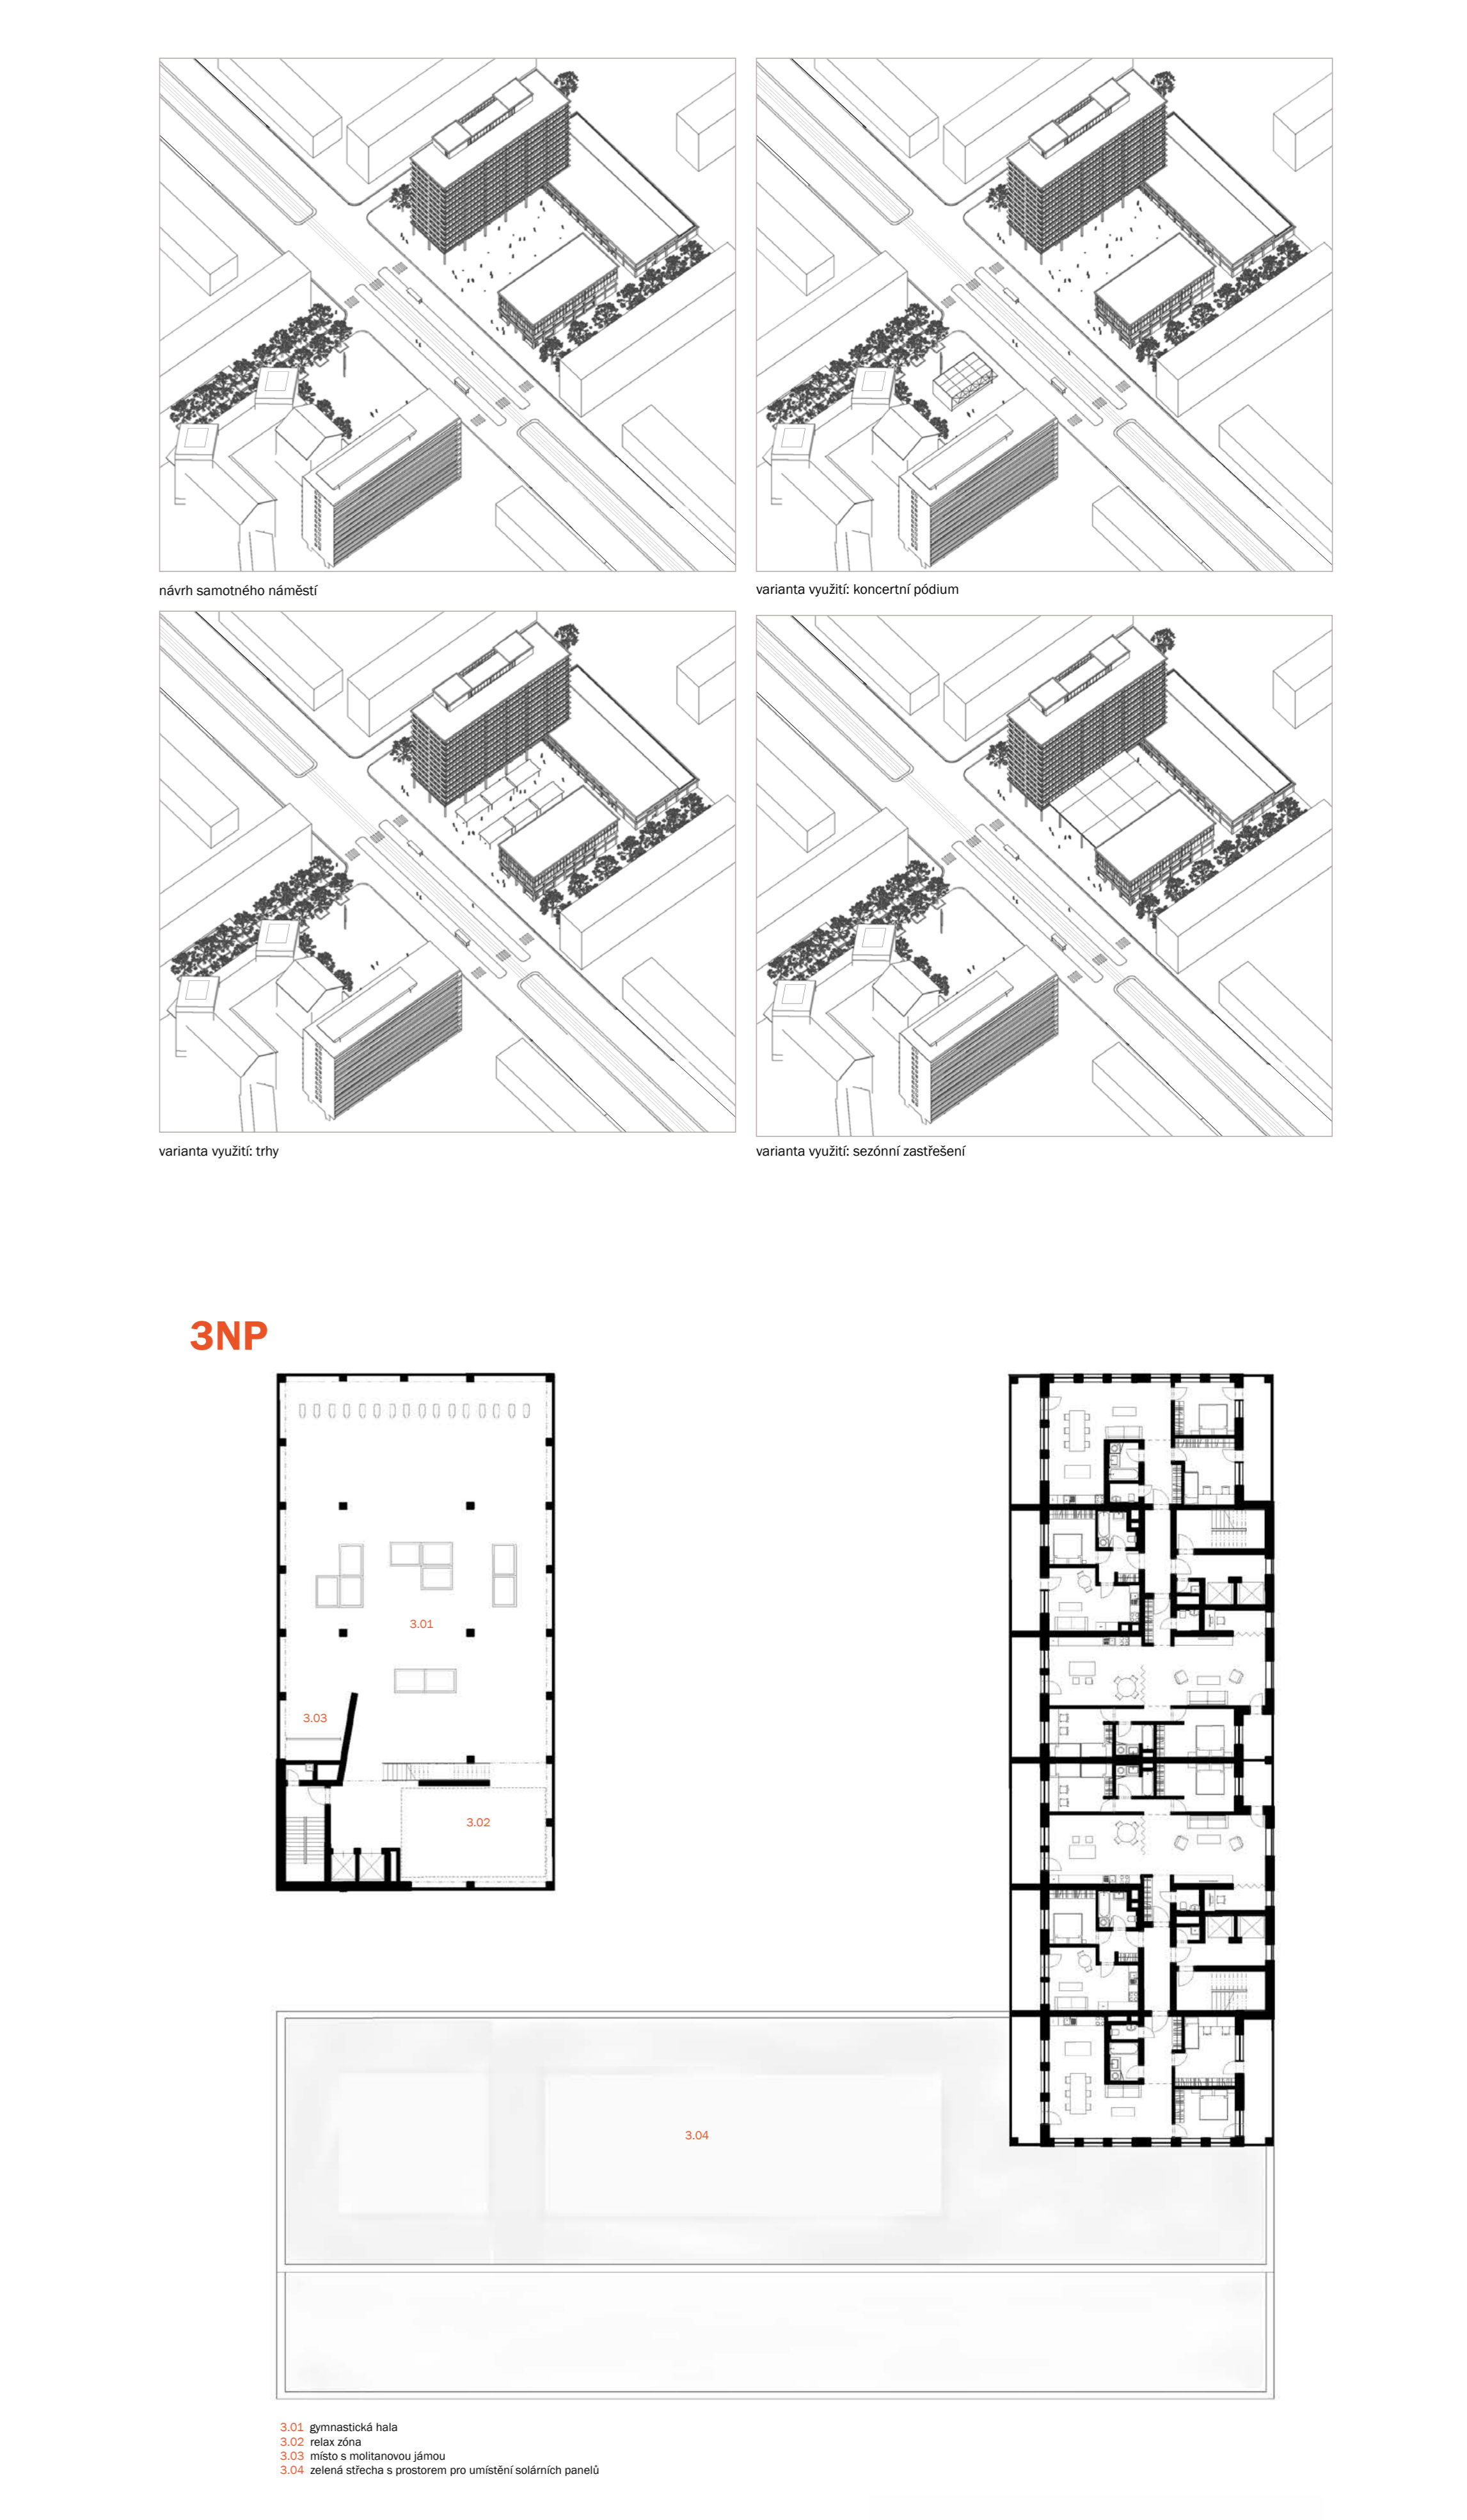 návrh samotného náměstí
varianta využití: koncertní pódium
varianta využití: trhy
varianta využití: sezónní zastřešení
3NP
3.01
3.03
3.02
3.04
3.01 gymnastická hala
3.02 relax zóna
3.03 místo s molitanovou jámou
3.04 zelená střecha s prostorem pro umístění solárních panelů